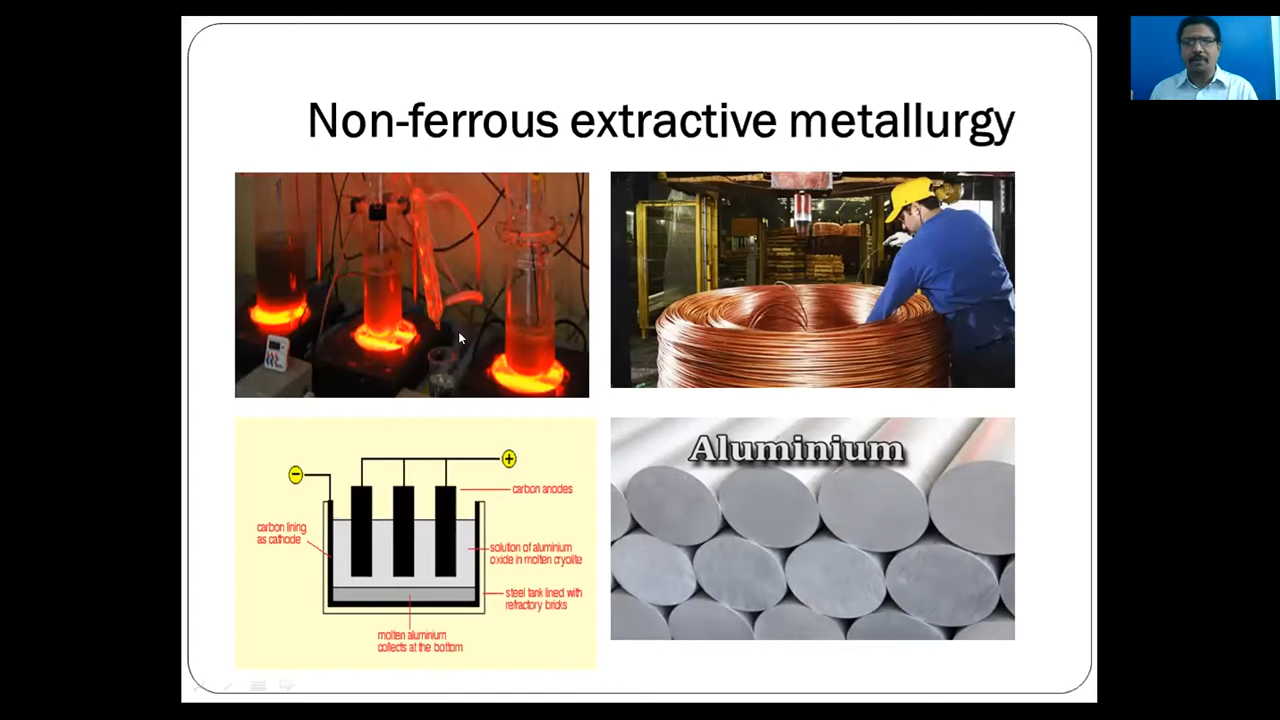 Non-ferrous extractive metallurgy
Aluminium
−
+
carbon anodes
carbon lining
as cathode
solution of aluminium
oxide in molten cryolite
steel tank lined with
refractory bricks
molten aluminium
collects at the bottom